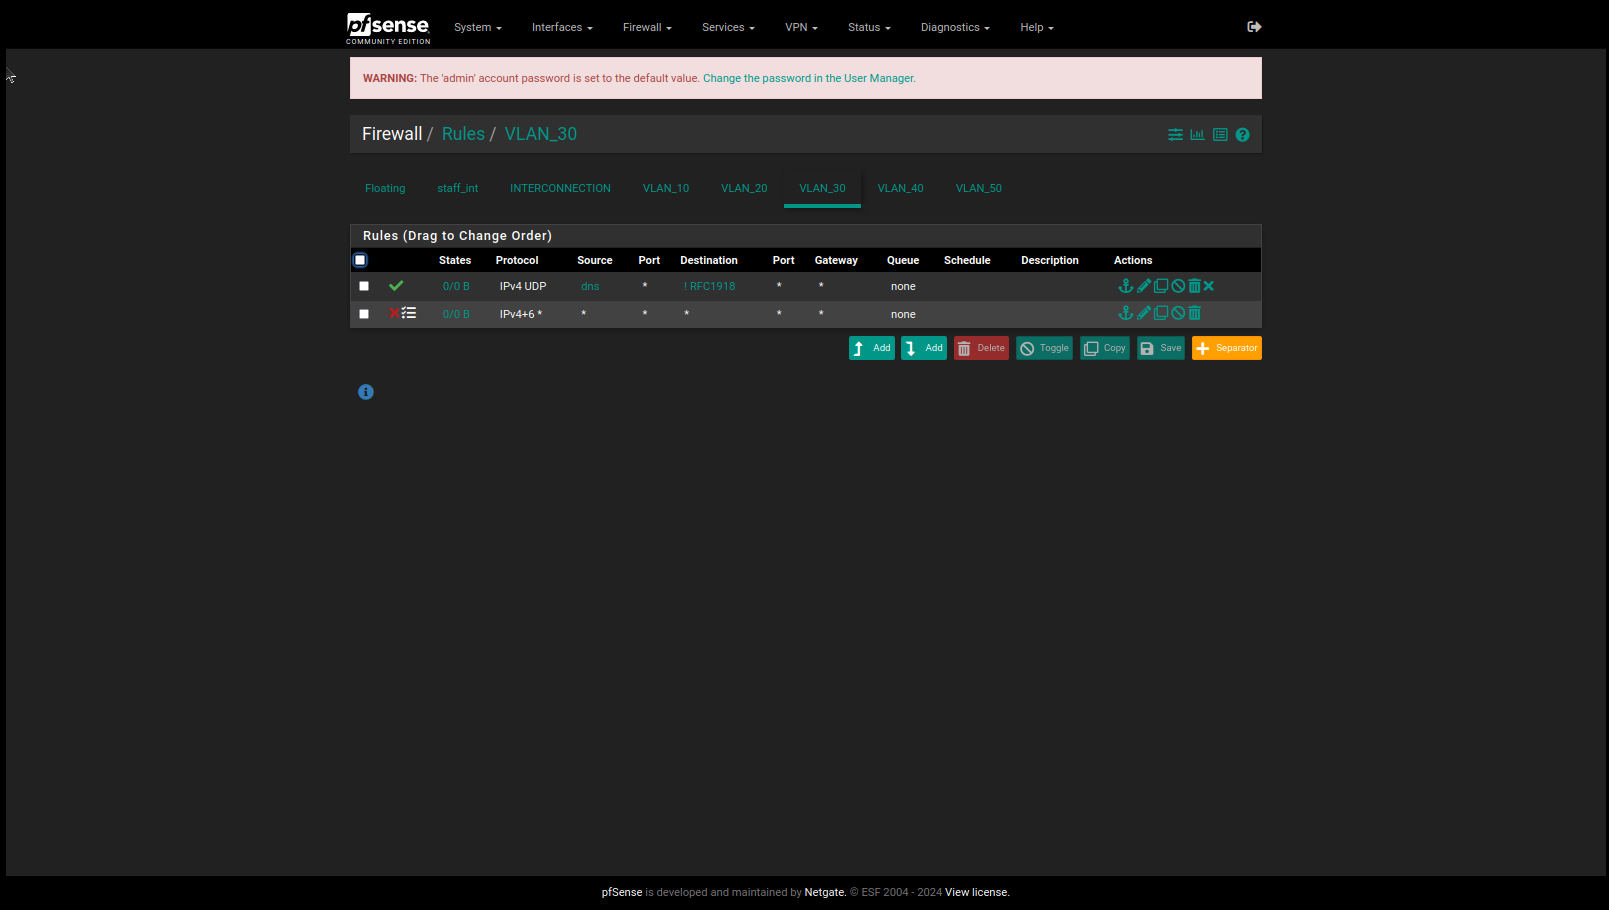 pfsense
COMMUNITY EDITION
System Interfaces Firewall Services VPN Status Diagnostics Help
WARNING: The 'admin' account password is set to the default value. Change the password in the User Manager.
Firewall / Rules / VLAN_30
Floating staff_int INTERCONNECTION VLAN_10 VLAN_20 VLAN_30 VLAN_40 VLAN_50
Rules (Drag to Change Order)
States Protocol Source Port Destination Port Gateway Queue Schedule Description Actions
0/0 B IPv4 UDP dns * ! RFC1918 * * none
0/0 B IPv4+6 * * * * * * none
Add Add Delete Toggle Copy Save Separator
pfSense is developed and maintained by Netgate. © ESF 2004 - 2024 View license.